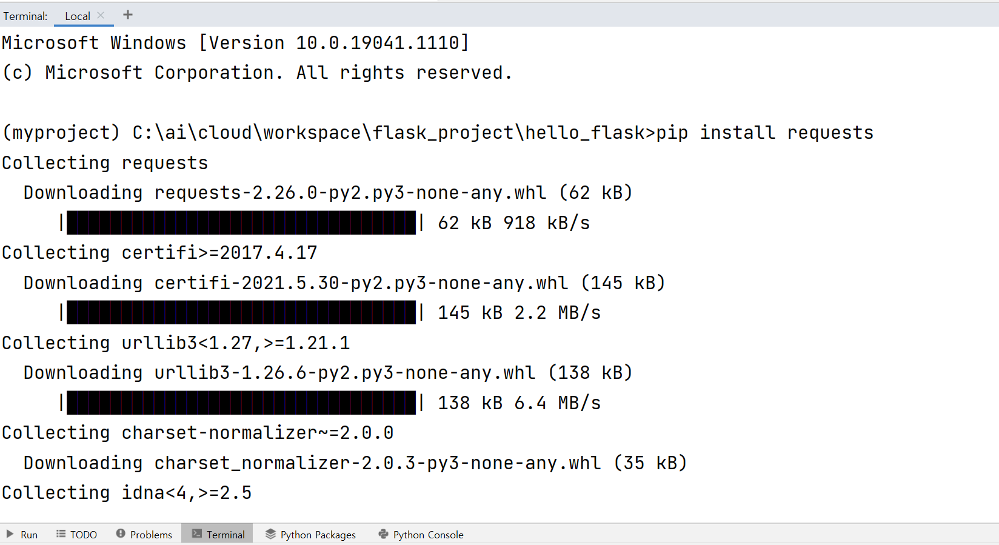 Terminal: Local × +
Microsoft Windows [Version 10.0.19041.1110]
(c) Microsoft Corporation. All rights reserved.
(myproject) C:\ai\cloud\workspace\flask_project\hello_flask>pip install requests
Collecting requests
  Downloading requests-2.26.0-py2.py3-none-any.whl (62 kB)
     |████████████████████████████████| 62 kB 918 kB/s
Collecting certifi>=2017.4.17
  Downloading certifi-2021.5.30-py2.py3-none-any.whl (145 kB)
     |████████████████████████████████| 145 kB 2.2 MB/s
Collecting urllib3<1.27,>=1.21.1
  Downloading urllib3-1.26.6-py2.py3-none-any.whl (138 kB)
     |████████████████████████████████| 138 kB 6.4 MB/s
Collecting charset-normalizer~=2.0.0
  Downloading charset_normalizer-2.0.3-py3-none-any.whl (35 kB)
Collecting idna<4,>=2.5
Run TODO Problems Terminal Python Packages Python Console